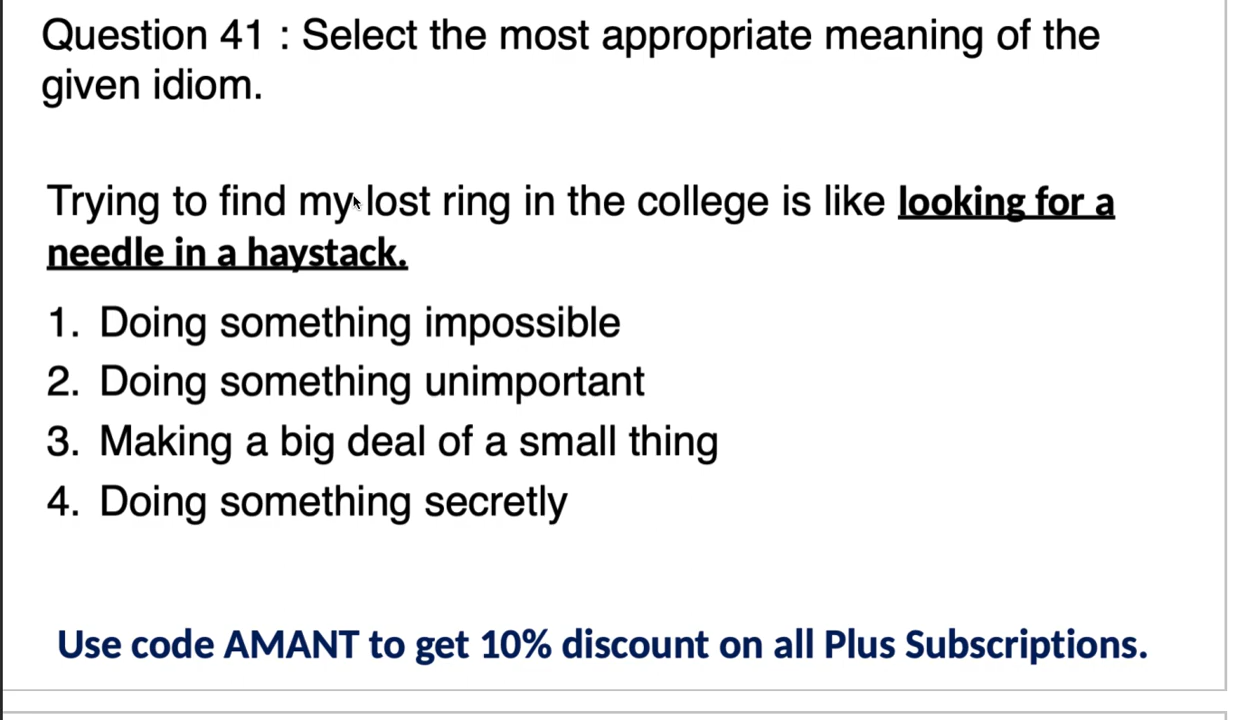 Question 41 : Select the most appropriate meaning of the
given idiom.
Trying to find my lost ring in the college is like looking for a
needle in a haystack.
1. Doing something impossible
2. Doing something unimportant
3. Making a big deal of a small thing
4. Doing something secretly
Use code AMANT to get 10% discount on all Plus Subscriptions.